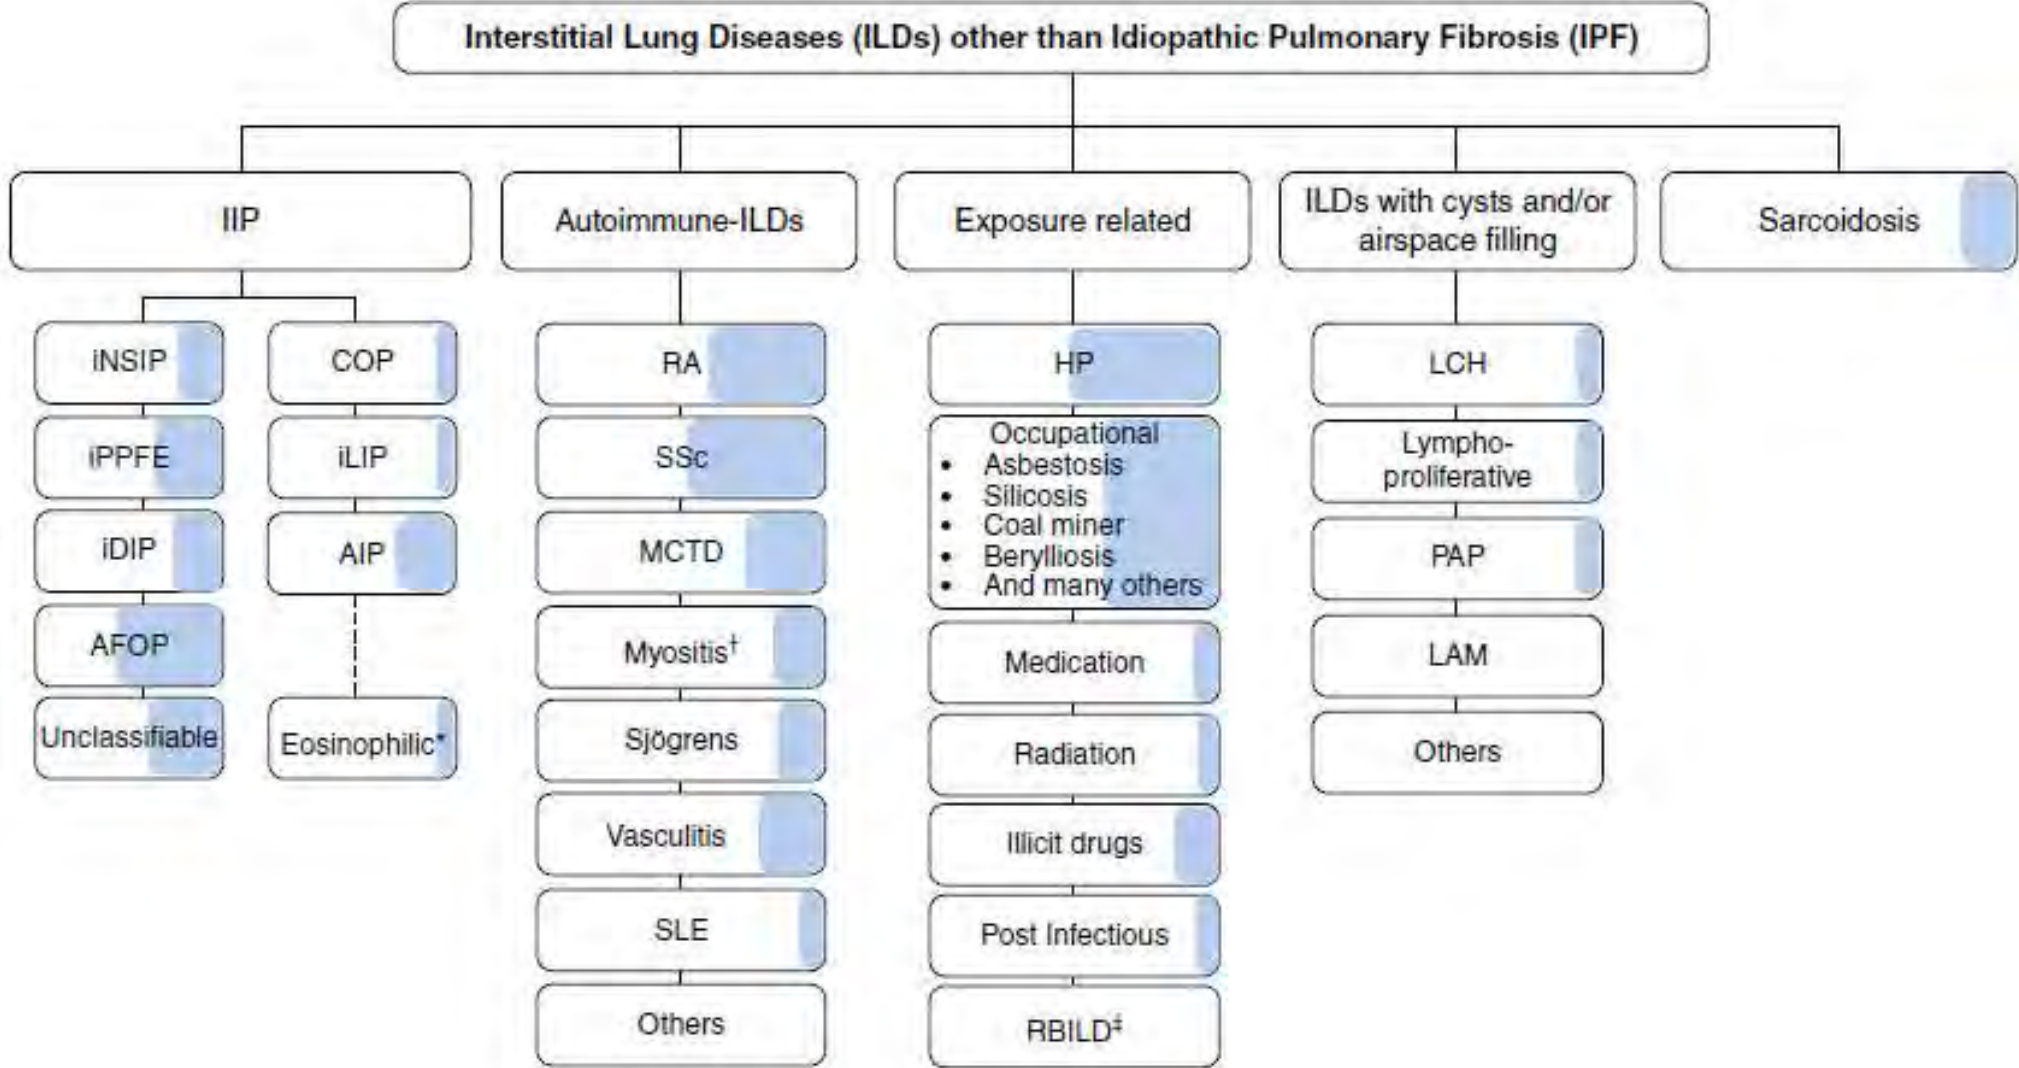 Interstitial Lung Diseases (ILDs) other than Idiopathic Pulmonary Fibrosis (IPF)
IIP
Autoimmune-ILDs
Exposure related
ILDs with cysts and/or
airspace filling
Sarcoidosis
iNSIP
iPPFE
iDIP
AFOP
Unclassifiable
COP
iLIP
AIP
Eosinophilic*
RA
SSc
MCTD
Myositis†
Sjögrens
Vasculitis
SLE
Others
HP
Occupational
• Asbestosis
• Silicosis
• Coal miner
• Berylliosis
• And many others
Medication
Radiation
Illicit drugs
Post Infectious
RBILD‡
LCH
Lympho-
proliferative
PAP
LAM
Others